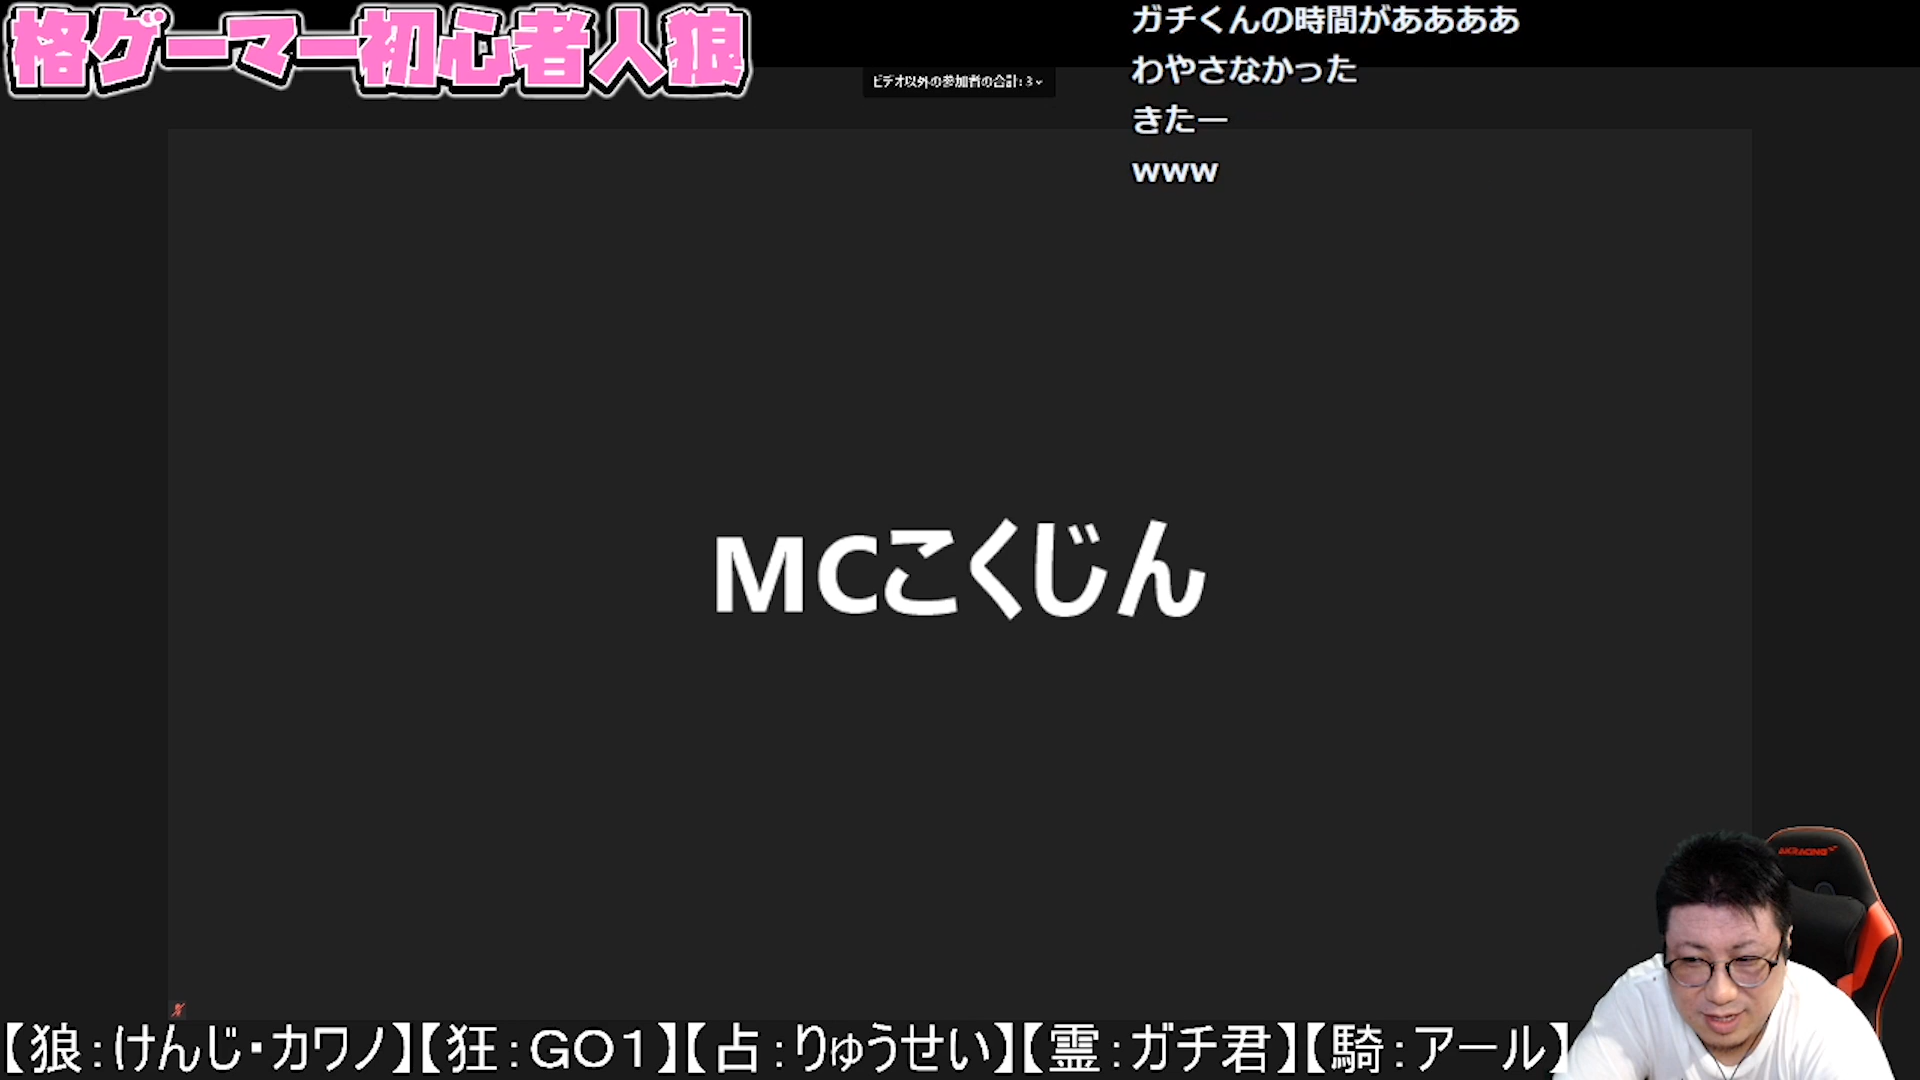 格ゲーマー初心者人狼
ガチくんの時間がああああ
わやさなかった
きたー
www
ビデオ以外の参加者の合計: 3
MCこくじん
AKRACING
【狼：けんじ・カワノ】【狂：GO1】【占：りゅうせい】【霊：ガチ君】【騎：アール】